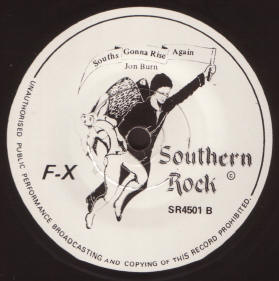 Souths Gonna Rise Again
Jon Burn
F-X
Southern
Rock ©
SR4501 B
UNAUTHORISED PUBLIC PERFORMANCE BROADCASTING AND COPYING OF THIS RECORD PROHIBITED.